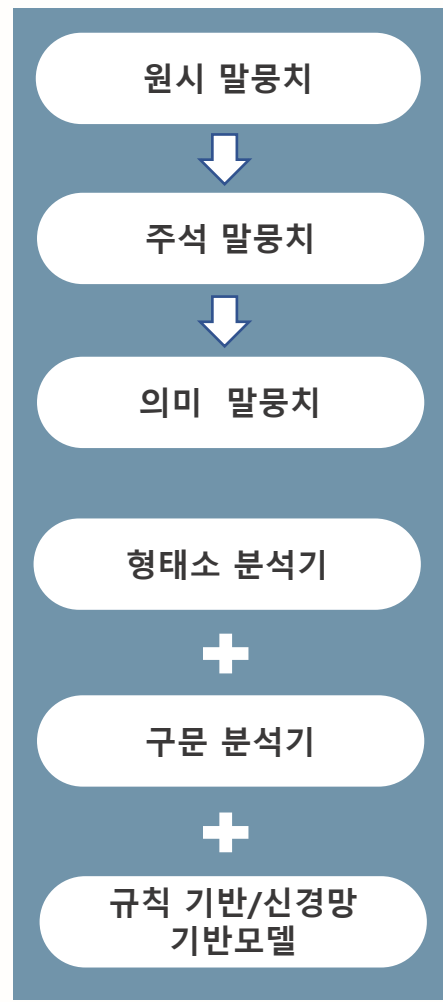 원시 말뭉치
주석 말뭉치
의미 말뭉치
형태소 분석기
구문 분석기
규칙 기반/신경망
기반모델